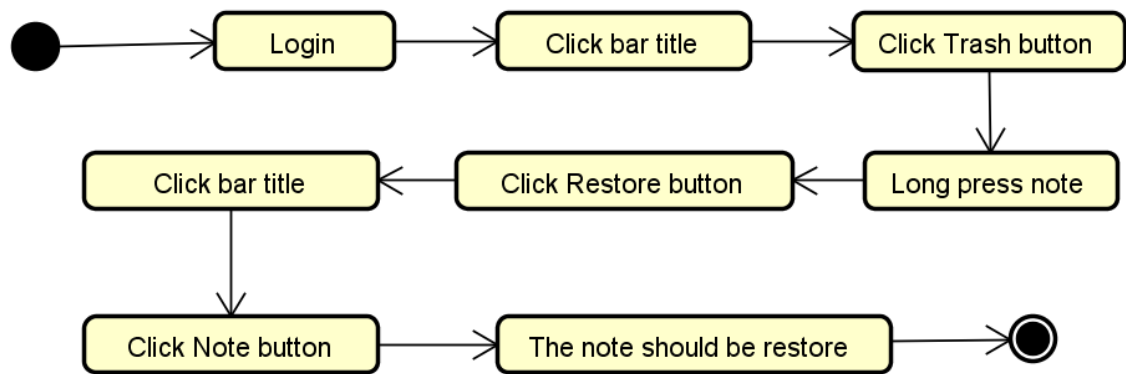 Login
Click bar title
Click Trash button
Long press note
Click Restore button
Click bar title
Click Note button
The note should be restore